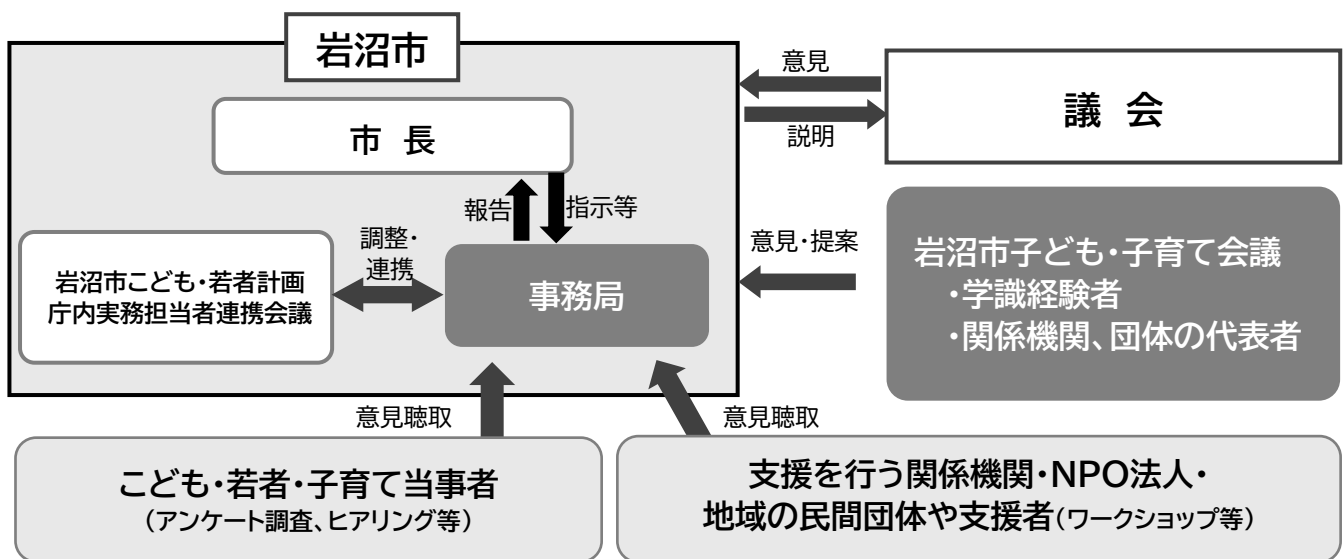 岩沼市
市 長
報告
指示等
岩沼市こども・若者計画
庁内実務担当者連携会議
調整・
連携
事務局
意見
説明
議 会
意見・提案
岩沼市子ども・子育て会議
・学識経験者
・関係機関、団体の代表者
意見聴取
意見聴取
こども・若者・子育て当事者
(アンケート調査、ヒアリング等)
支援を行う関係機関・NPO法人・
地域の民間団体や支援者(ワークショップ等)